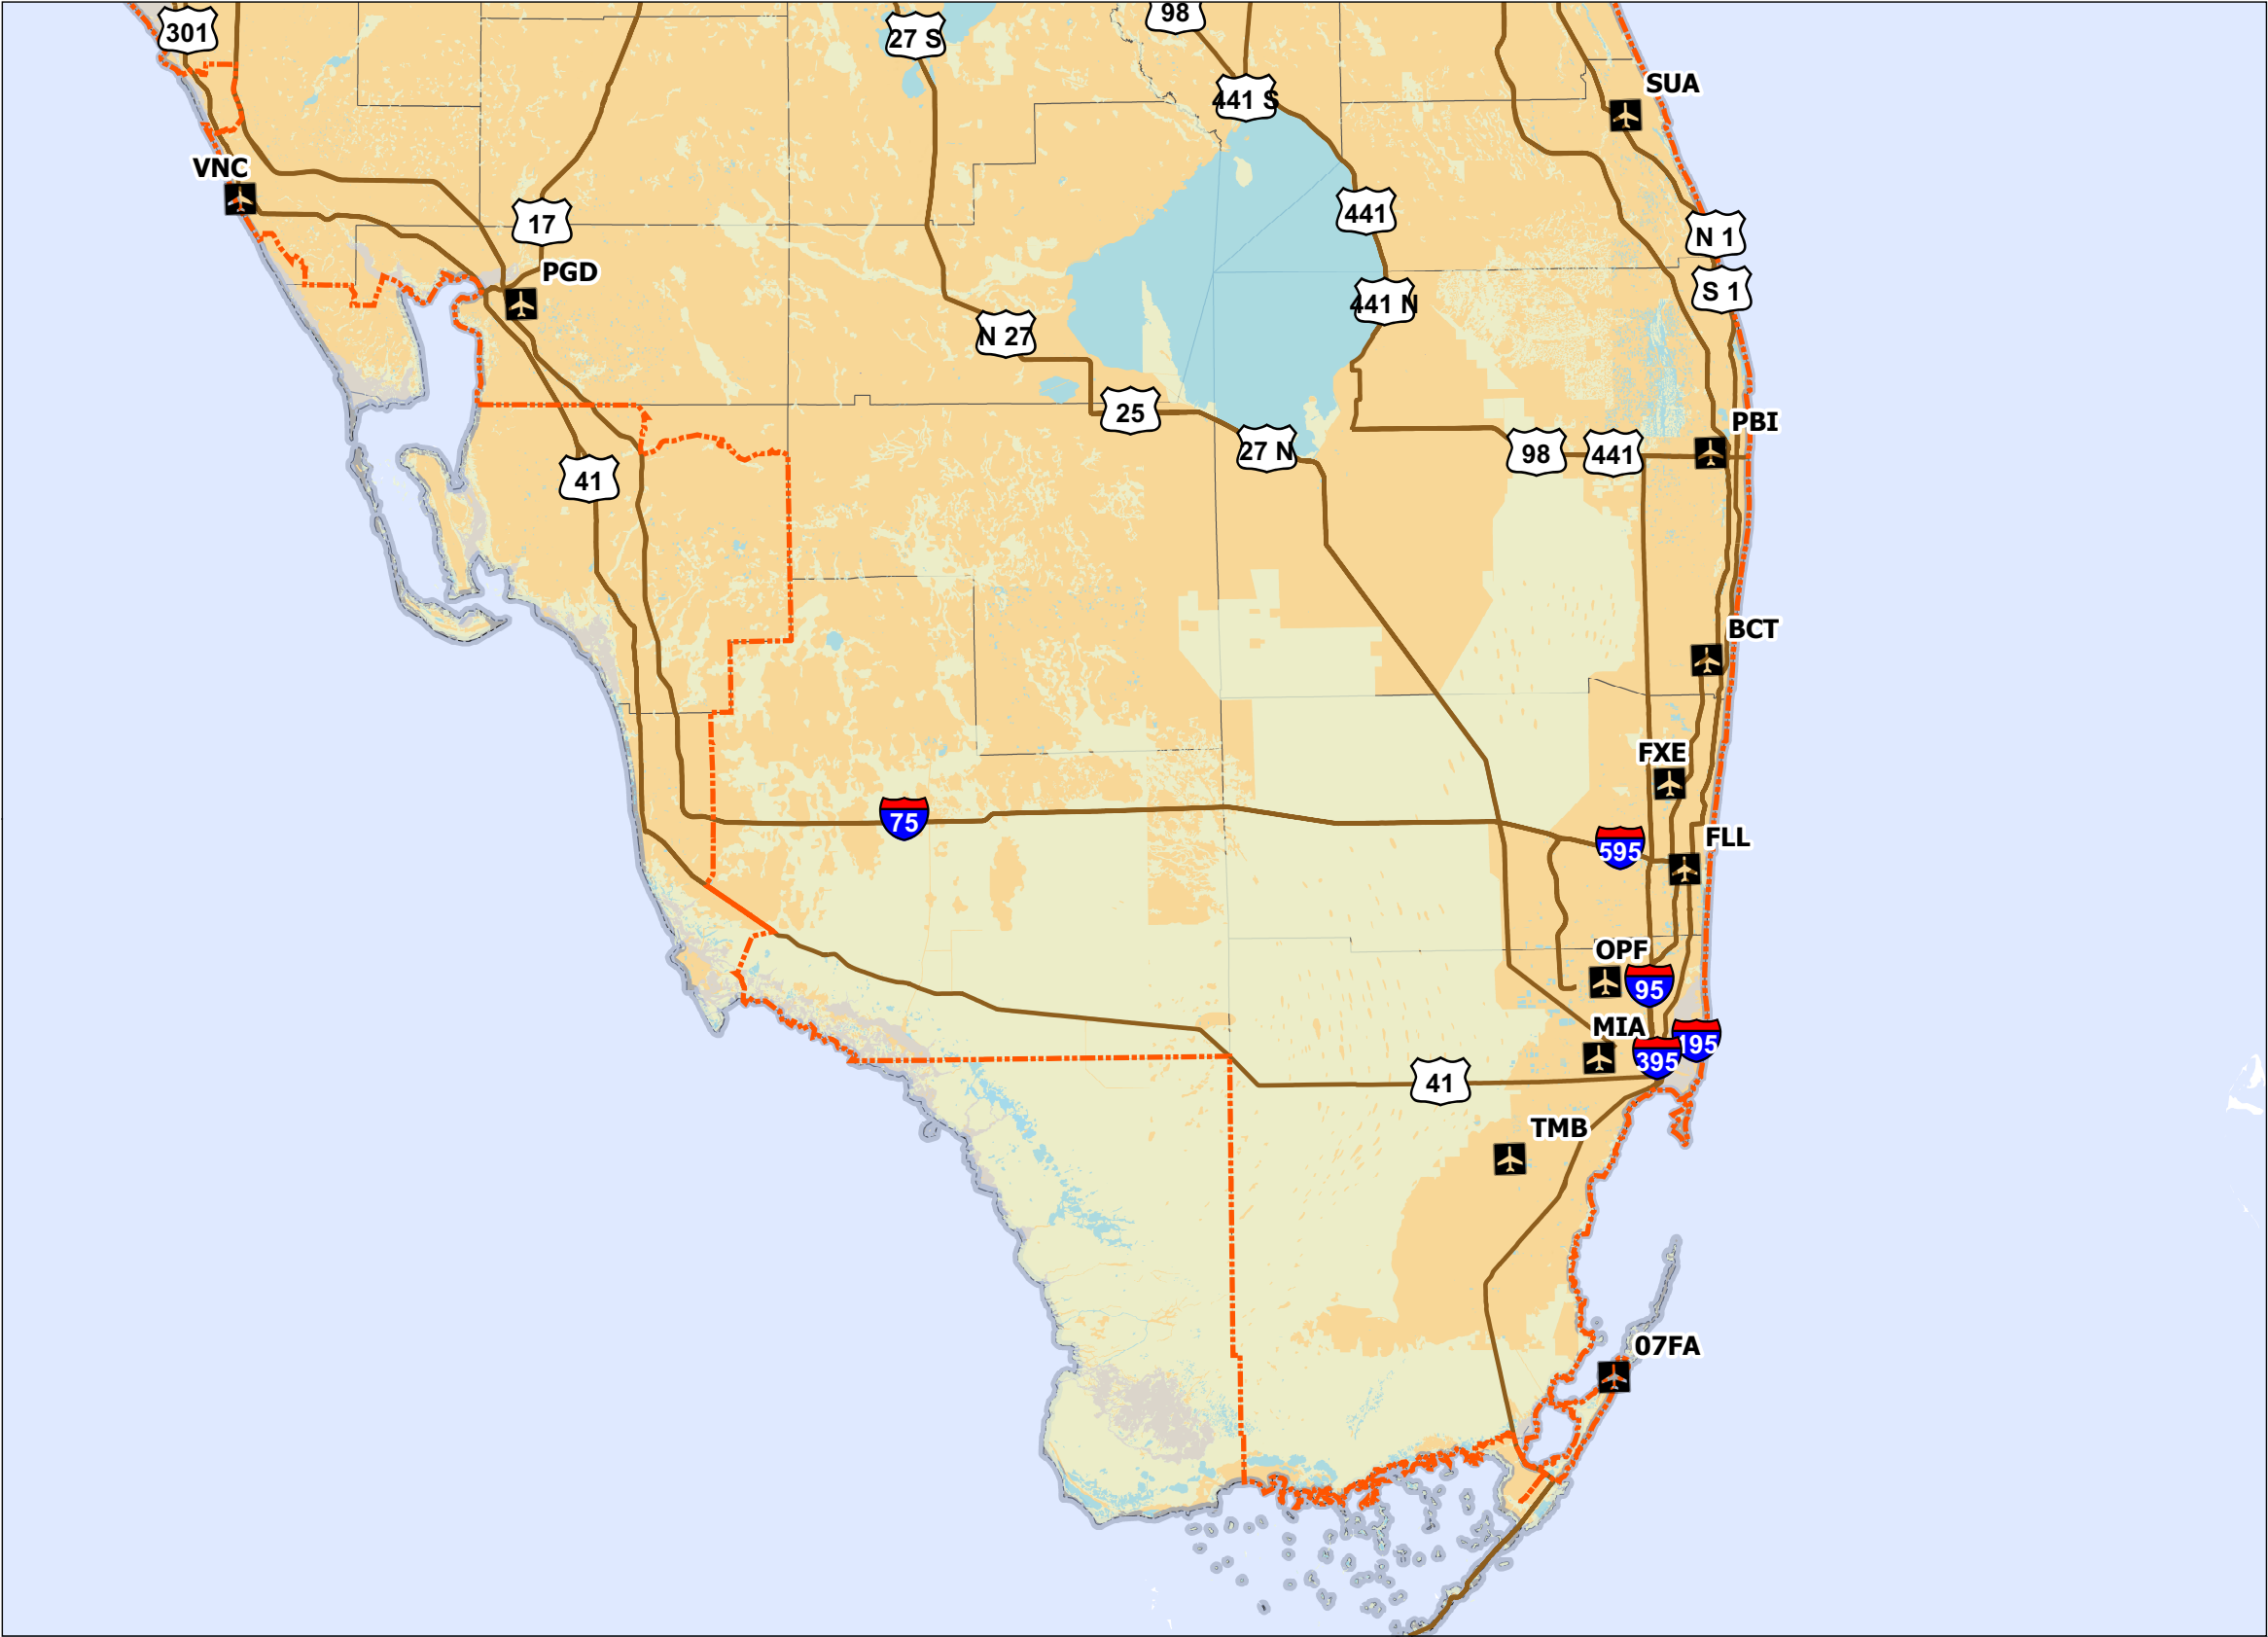 98
301
27 S
SUA
441 S
VNC
441
17
N 1
PGD
S 1
441 N
N 27
25
PBI
27 N
98
441
41
BCT
FXE
75
FLL
595
OPF
95
MIA
195
395
41
TMB
07FA